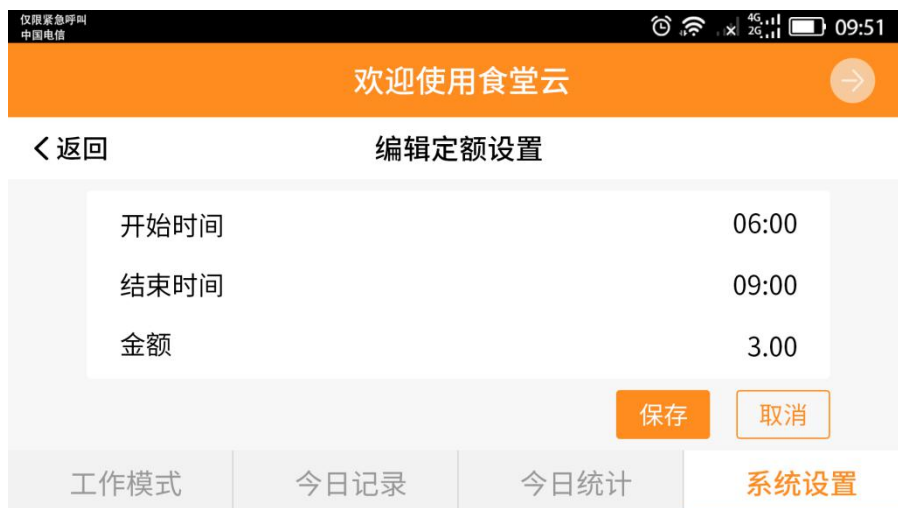 仅限紧急呼叫
中国电信
4G
2G
09:51
欢迎使用食堂云
返回 编辑定额设置
开始时间 06:00
结束时间 09:00
金额 3.00
保存 取消
工作模式 今日记录 今日统计 系统设置